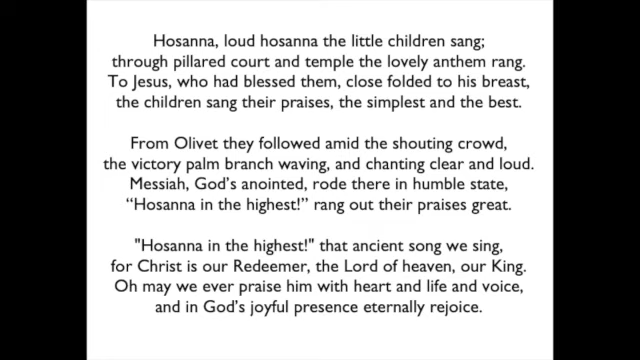 Hosanna, loud hosanna the little children sang;
through pillared court and temple the lovely anthem rang.
To Jesus, who had blessed them, close folded to his breast,
the children sang their praises, the simplest and the best.
From Olivet they followed amid the shouting crowd,
the victory palm branch waving, and chanting clear and loud.
Messiah, God's anointed, rode there in humble state,
“Hosanna in the highest!” rang out their praises great.
"Hosanna in the highest!" that ancient song we sing,
for Christ is our Redeemer, the Lord of heaven, our King.
Oh may we ever praise him with heart and life and voice,
and in God's joyful presence eternally rejoice.